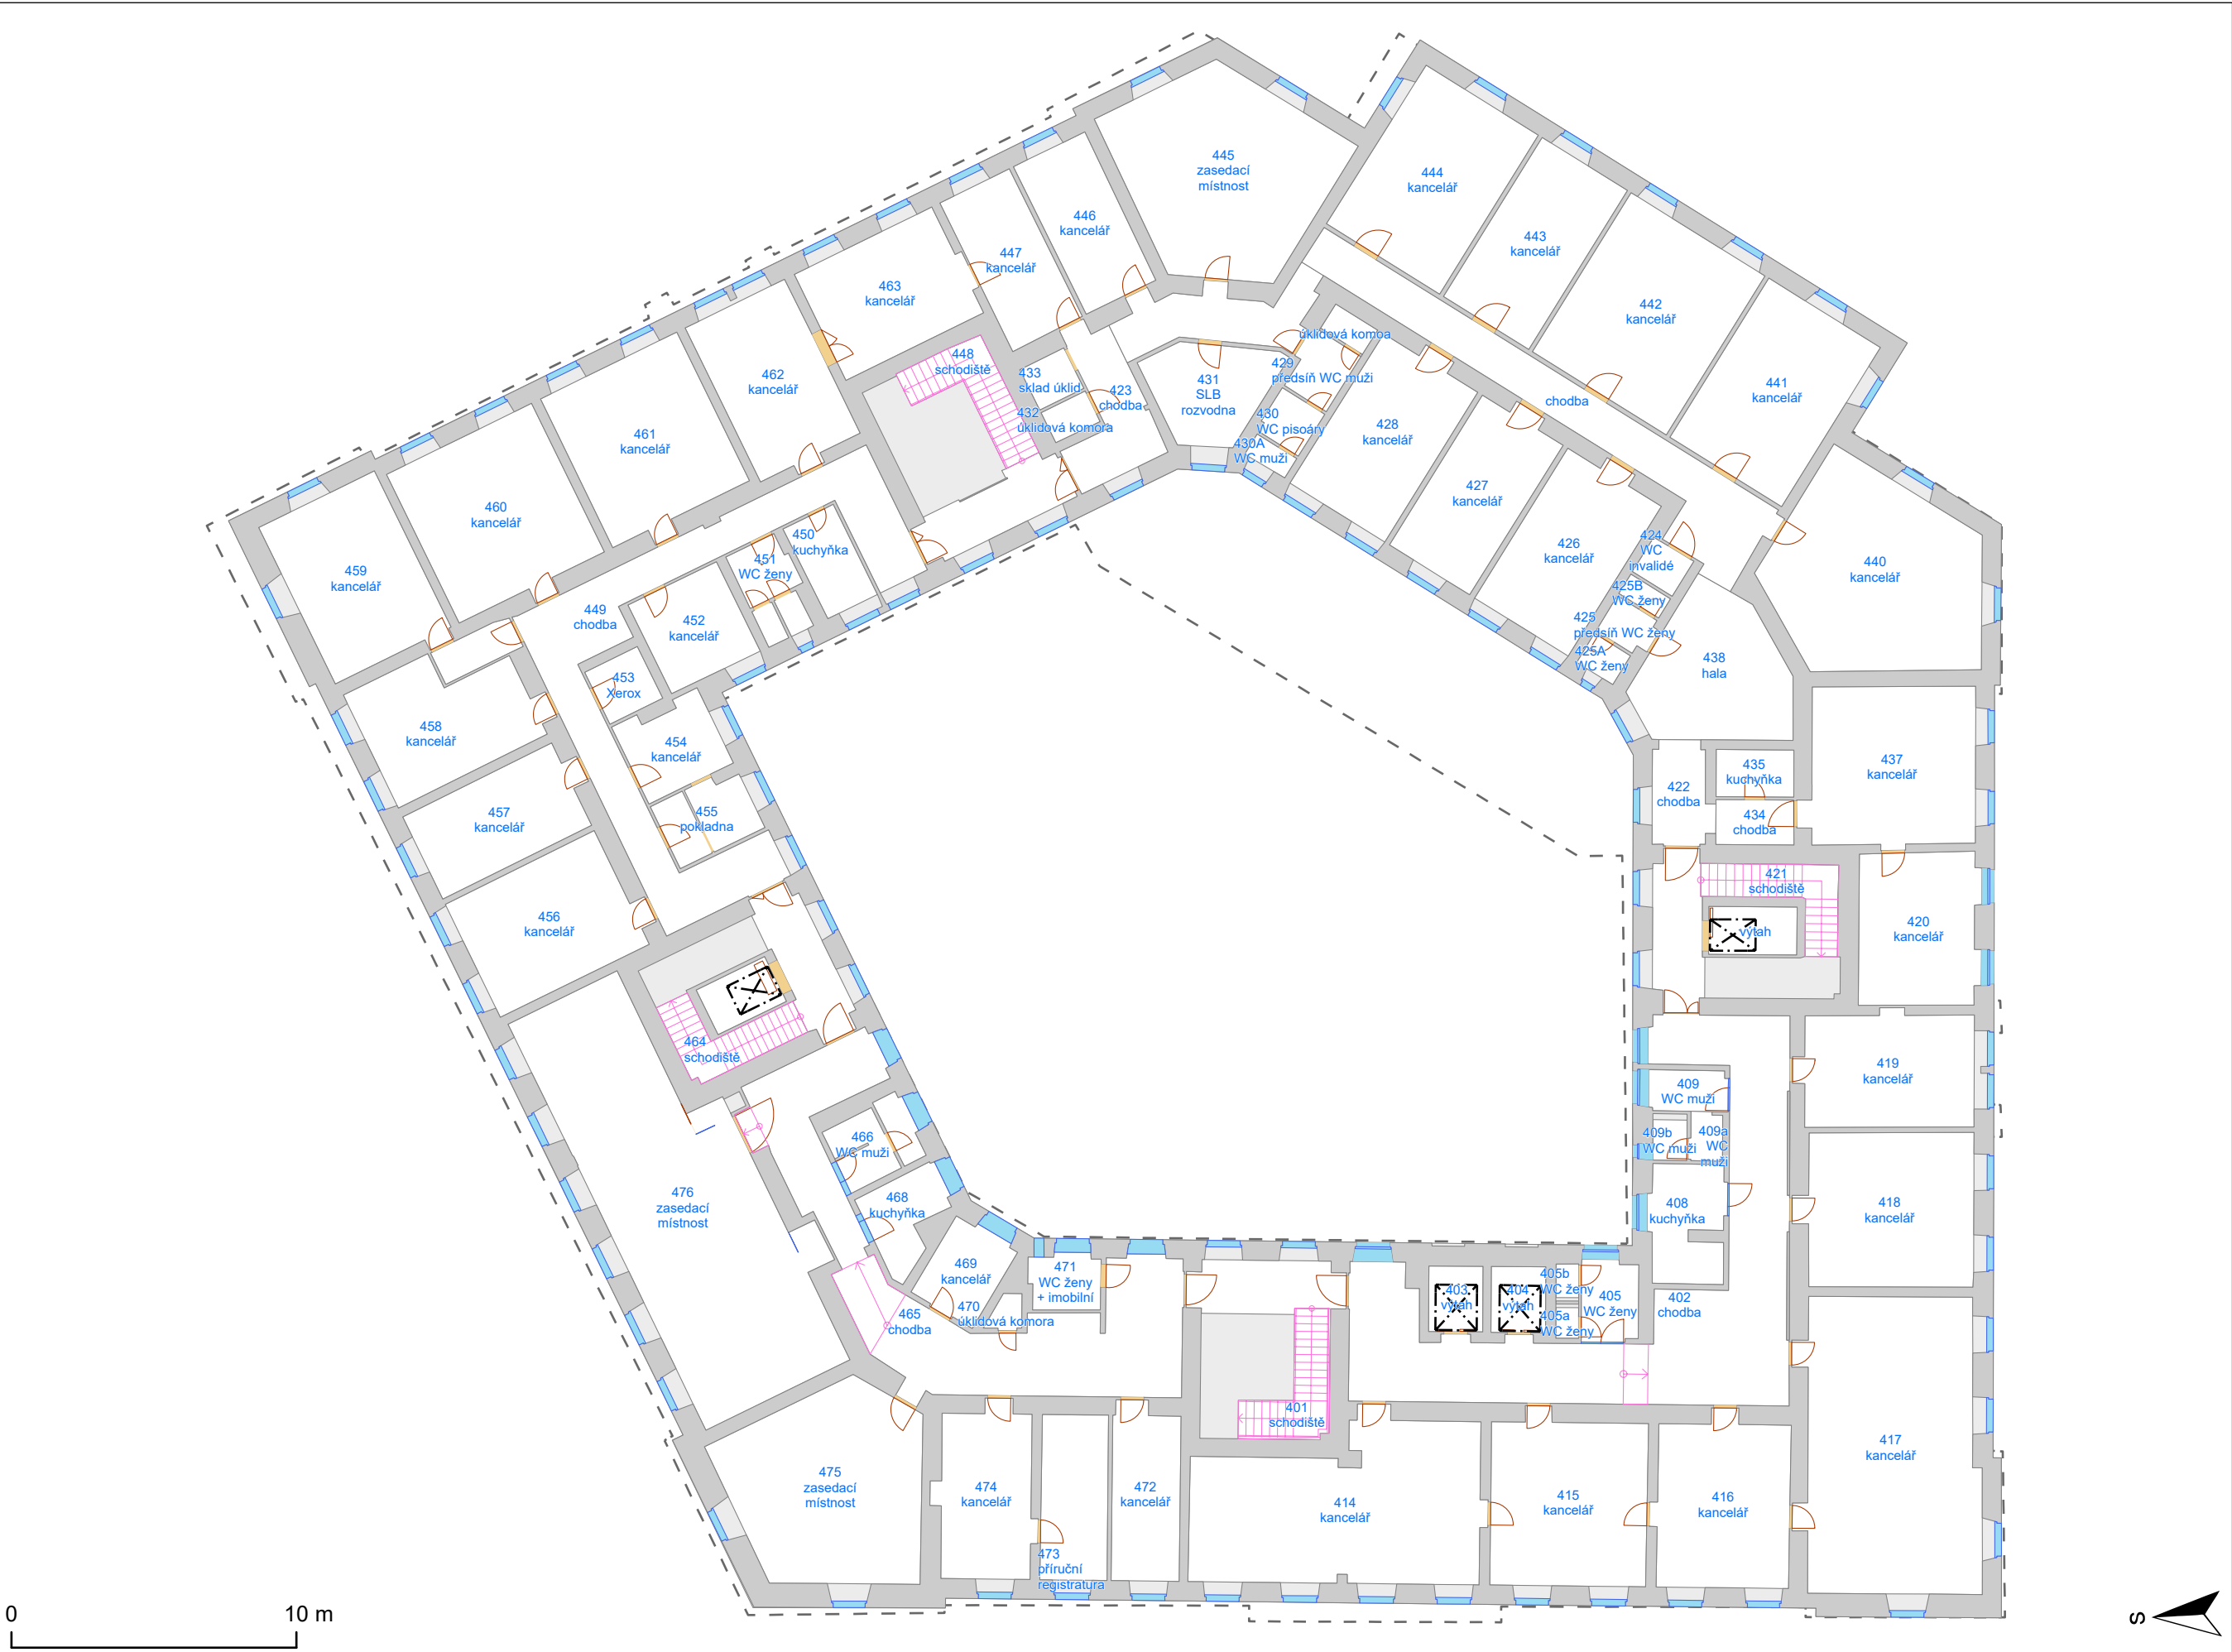 445
zasedací
místnost
444
kancelář
446
kancelář
443
kancelář
447
kancelář
463
kancelář
442
kancelář
úklidová komoa
448
schodiště
429
předsíň WC muži
433
sklad úklid
462
kancelář
431
SLB
rozvodna
423
chodba
441
kancelář
chodba
432
úklidová komora
430
WC pisoáry
428
kancelář
430A
WC muži
461
kancelář
427
kancelář
460
kancelář
450
kuchyňka
424
WC
invalidé
426
kancelář
451
WC ženy
440
kancelář
459
kancelář
425B
WC ženy
449
chodba
452
kancelář
425
předsíň WC ženy
425A
WC ženy
438
hala
453
Xerox
458
kancelář
454
kancelář
435
kuchyňka
437
kancelář
422
chodba
457
kancelář
455
pokladna
434
chodba
421
schodiště
456
kancelář
420
kancelář
výtah
464
schodiště
419
kancelář
409
WC muži
466
WC muži
409b
WC muži
409a
WC
muži
476
zasedací
místnost
468
kuchyňka
408
kuchyňka
418
kancelář
469
kancelář
471
WC ženy
+ imobilní
405b
WC ženy
403
výtah
404
výtah
405
WC ženy
402
chodba
470
úklidová komora
465
chodba
405a
WC ženy
401
schodiště
417
kancelář
475
zasedací
místnost
474
kancelář
472
kancelář
414
kancelář
415
kancelář
416
kancelář
473
příruční
registratura
0 10 m
S